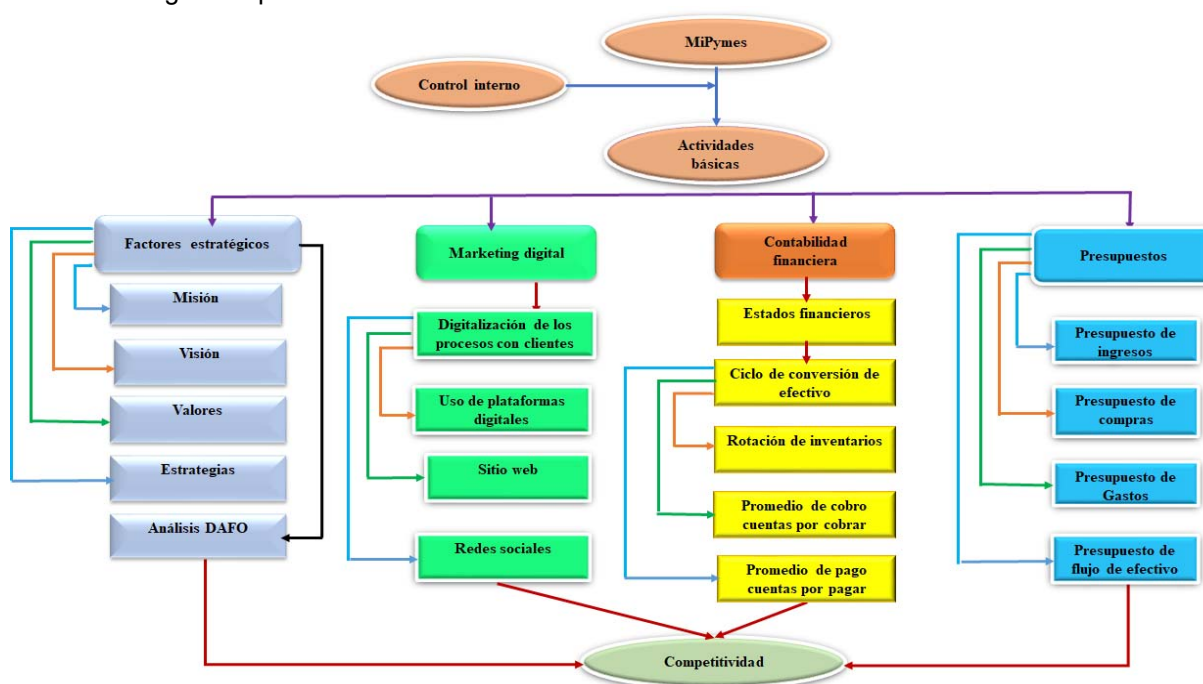 MiPymes
Control interno
Actividades
básicas
Factores estratégicos
Misión
Visión
Valores
Estrategias
Análisis DAFO
Marketing digital
Digitalización de los
procesos con clientes
Uso de plataformas
digitales
Sitio web
Redes sociales
Contabilidad
financiera
Estados financieros
Ciclo de conversión de
efectivo
Rotación de inventarios
Promedio de cobro
cuentas por cobrar
Promedio de pago
cuentas por pagar
Presupuestos
Presupuesto de
ingresos
Presupuesto de
compras
Presupuesto de
Gastos
Presupuesto de
flujo de efectivo
Competitividad